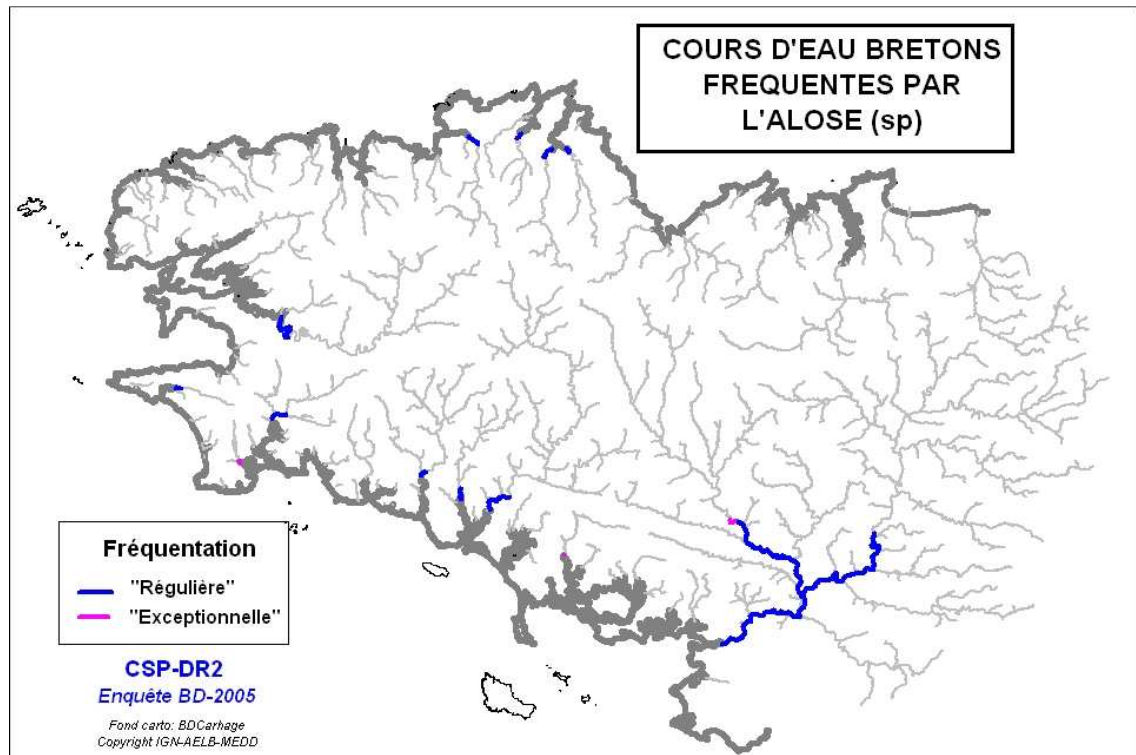 COURS D'EAU BRETONS
FREQUENTES PAR
L'ALOSE (sp)
Fréquentation
"Régulière"
"Exceptionnelle"
CSP-DR2
Enquête BD-2005
Fond carto: BDCarhage
Copyright IGN-AELB-MEDD